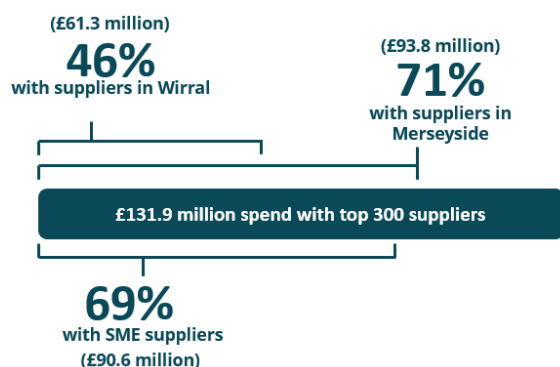 (£61.3 million)
46%
with suppliers in Wirral
(£93.8 million)
71%
with suppliers in
Merseyside
£131.9 million spend with top 300 suppliers
69%
with SME suppliers
(£90.6 million)